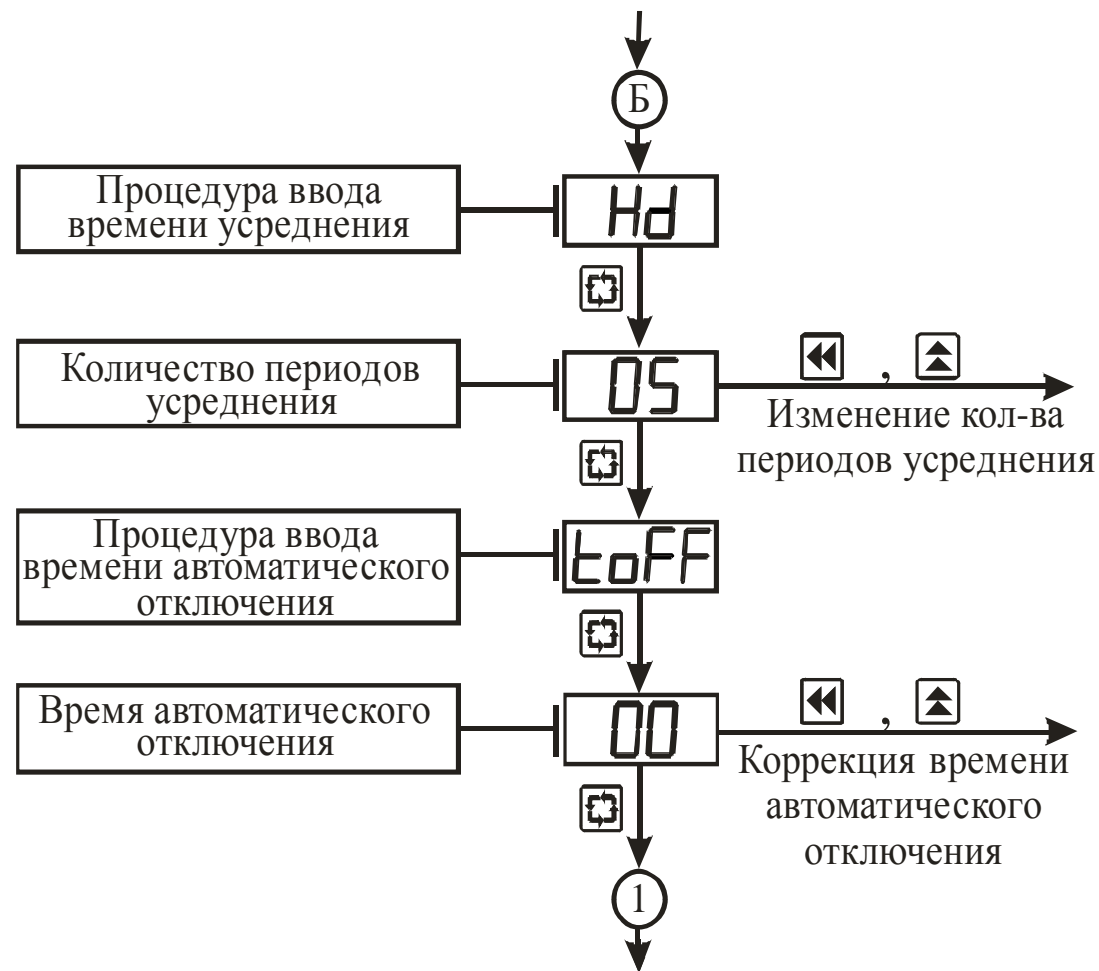 Б
Процедура ввода
времени усреднения
Hd
Количество периодов
усреднения
05
,
Изменение кол-ва
периодов усреднения
Процедура ввода
времени автоматического
отключения
toFF
Время автоматического
отключения
00
,
Коррекция времени
автоматического
отключения
1